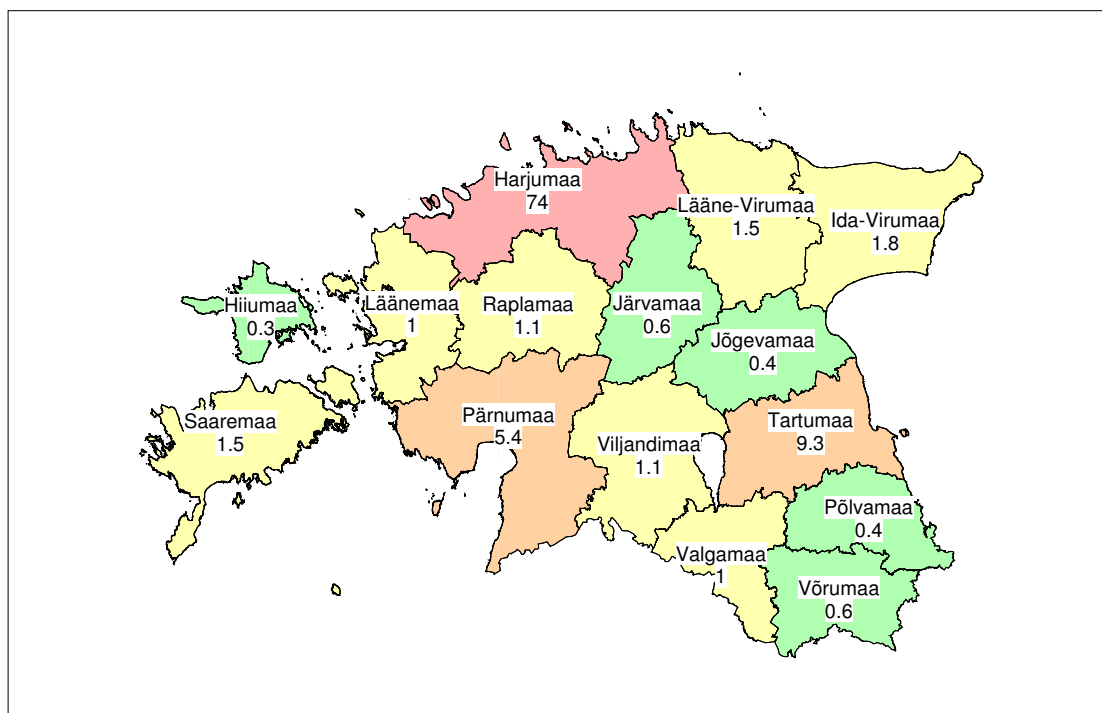 Harjumaa
74
Lääne-Virumaa
1.5
Ida-Virumaa
1.8
Hiiumaa
0.3
Läänemaa
1
Raplamaa
1.1
Järvamaa
0.6
Jõgevamaa
0.4
Saaremaa
1.5
Pärnumaa
5.4
Viljandimaa
1.1
Tartumaa
9.3
Põlvamaa
0.4
Valgamaa
1
Võrumaa
0.6